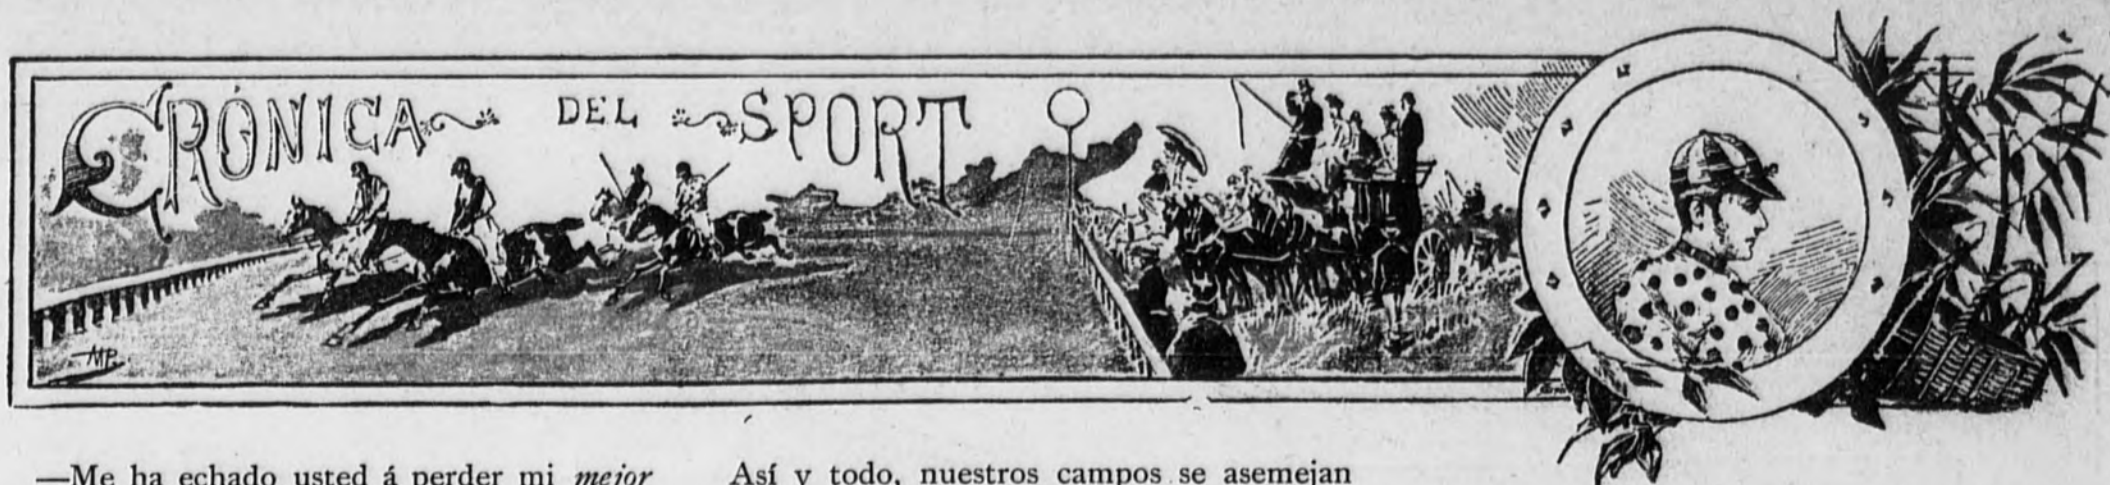 CRÓNICA DEL SPORT
MP.
—Me ha echado usted á perder mi mejor
Así y todo, nuestros campos se asemejan